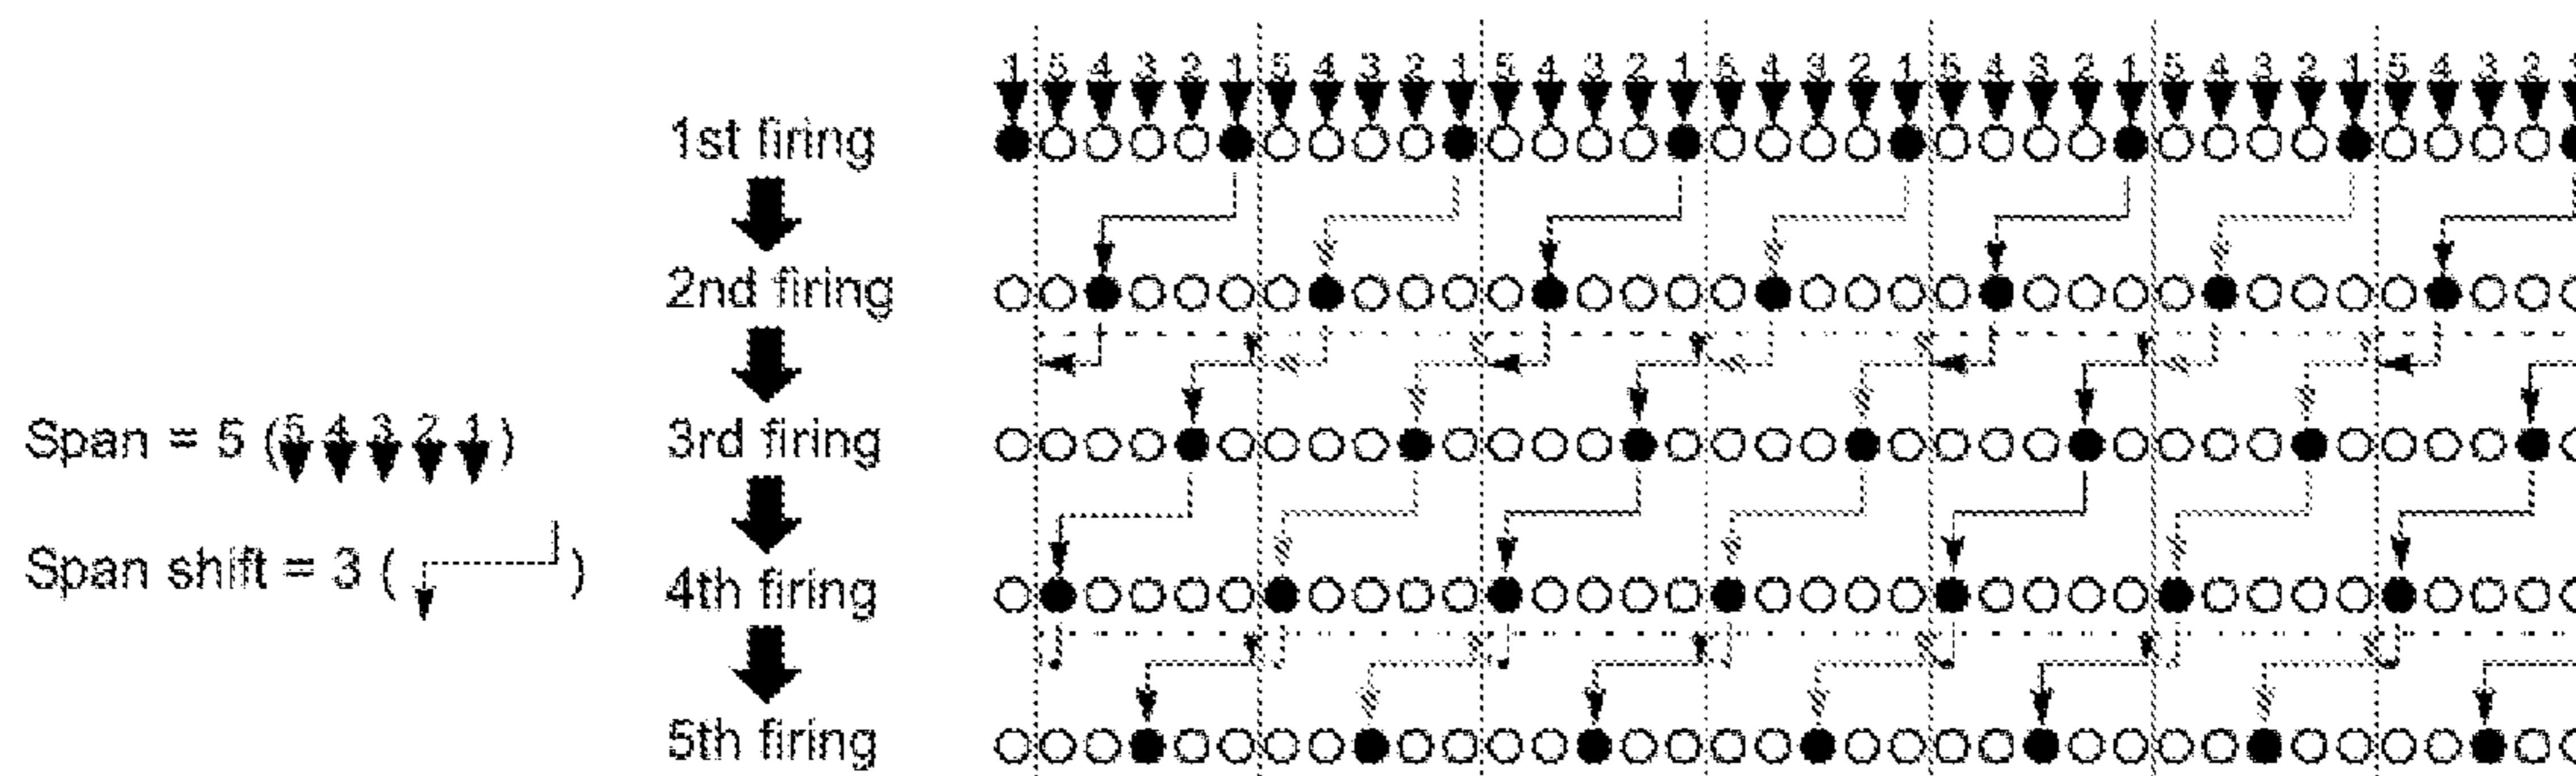 1 5 4 3 2 1 5 4 3 2 1 5 4 3 2 1 5 4 3 2 1 5 4 3 2 1 5 4 3 2 1 5 4 3 2 1
1st firing
2nd firing
Span = 5 (5 4 3 2 1)
3rd firing
Span shift = 3 ( )
4th firing
5th firing